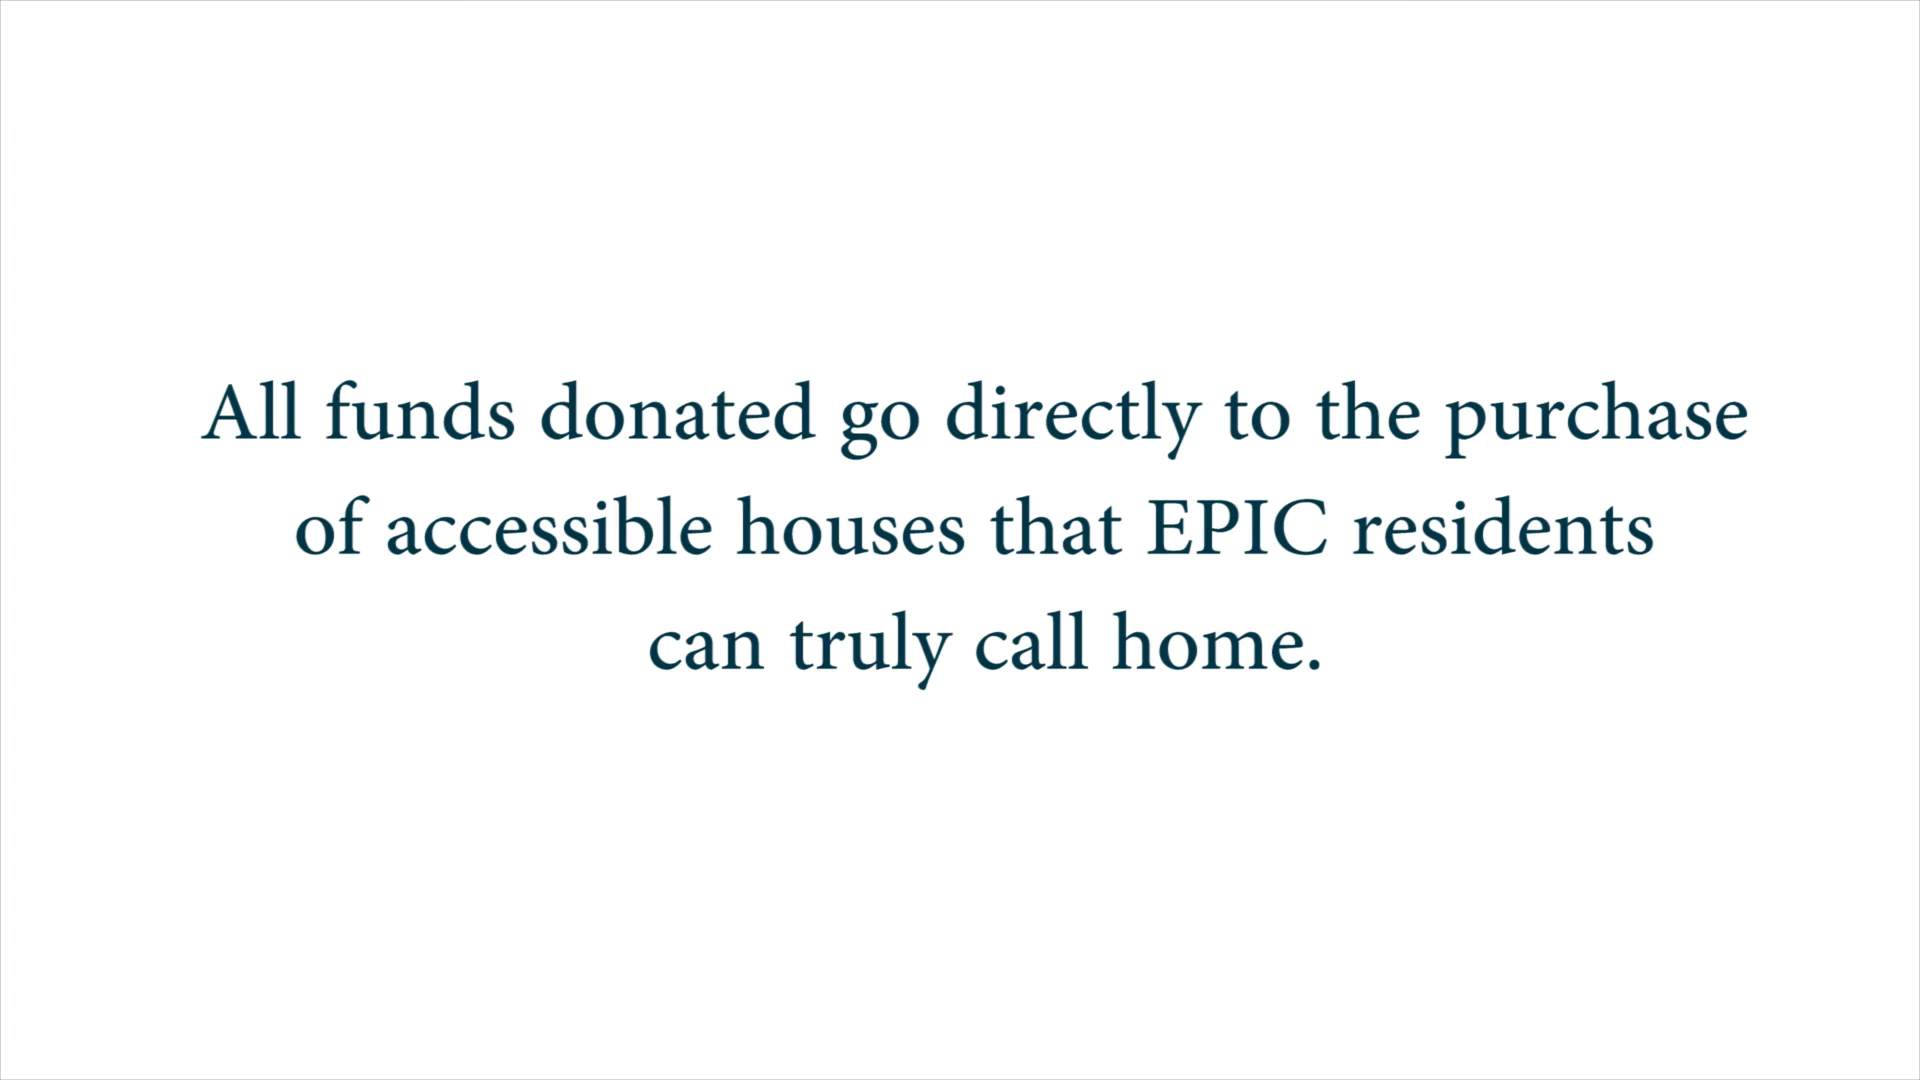 All funds donated go directly to the purchase
of accessible houses that EPIC residents
can truly call home.